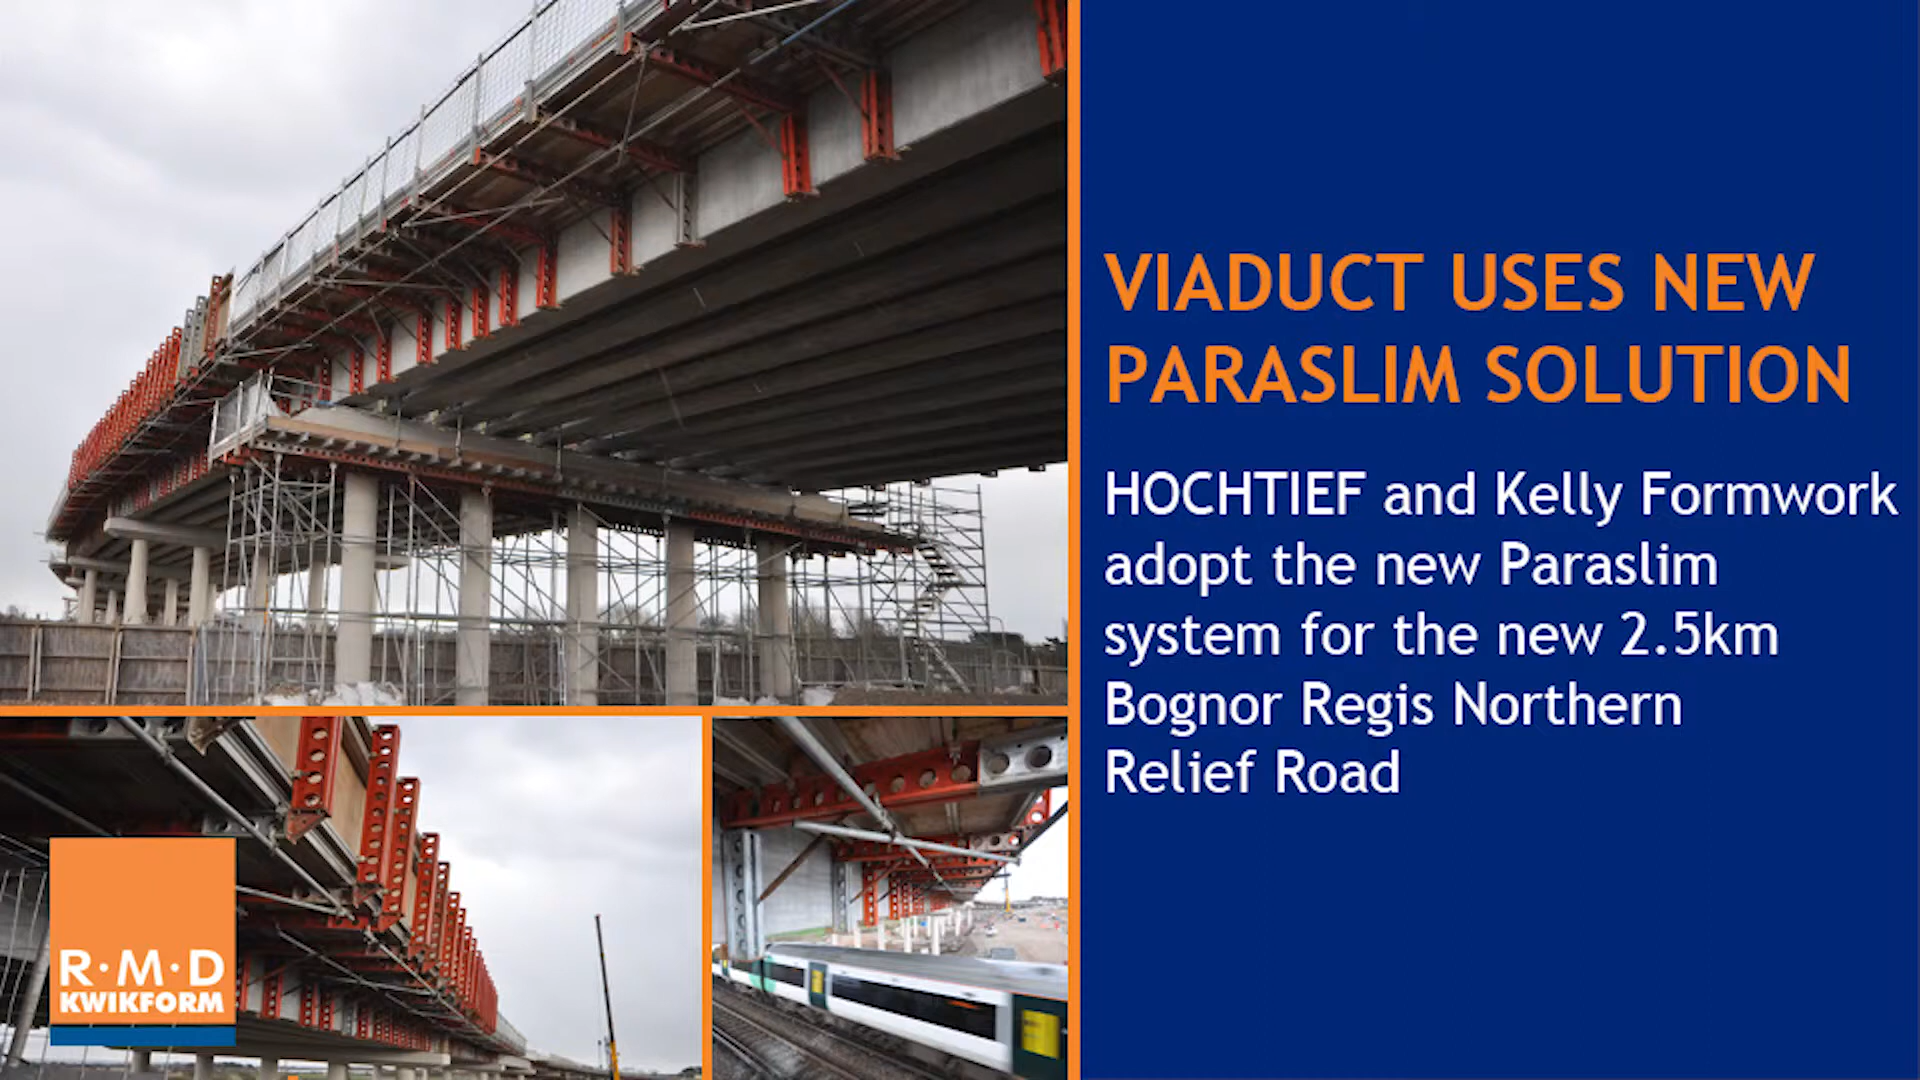 VIADUCT USES NEW
PARASLIM SOLUTION
HOCHTIEF and Kelly Formwork
adopt the new Paraslim
system for the new 2.5km
Bognor Regis Northern
Relief Road
R·M·D
KWIKFORM